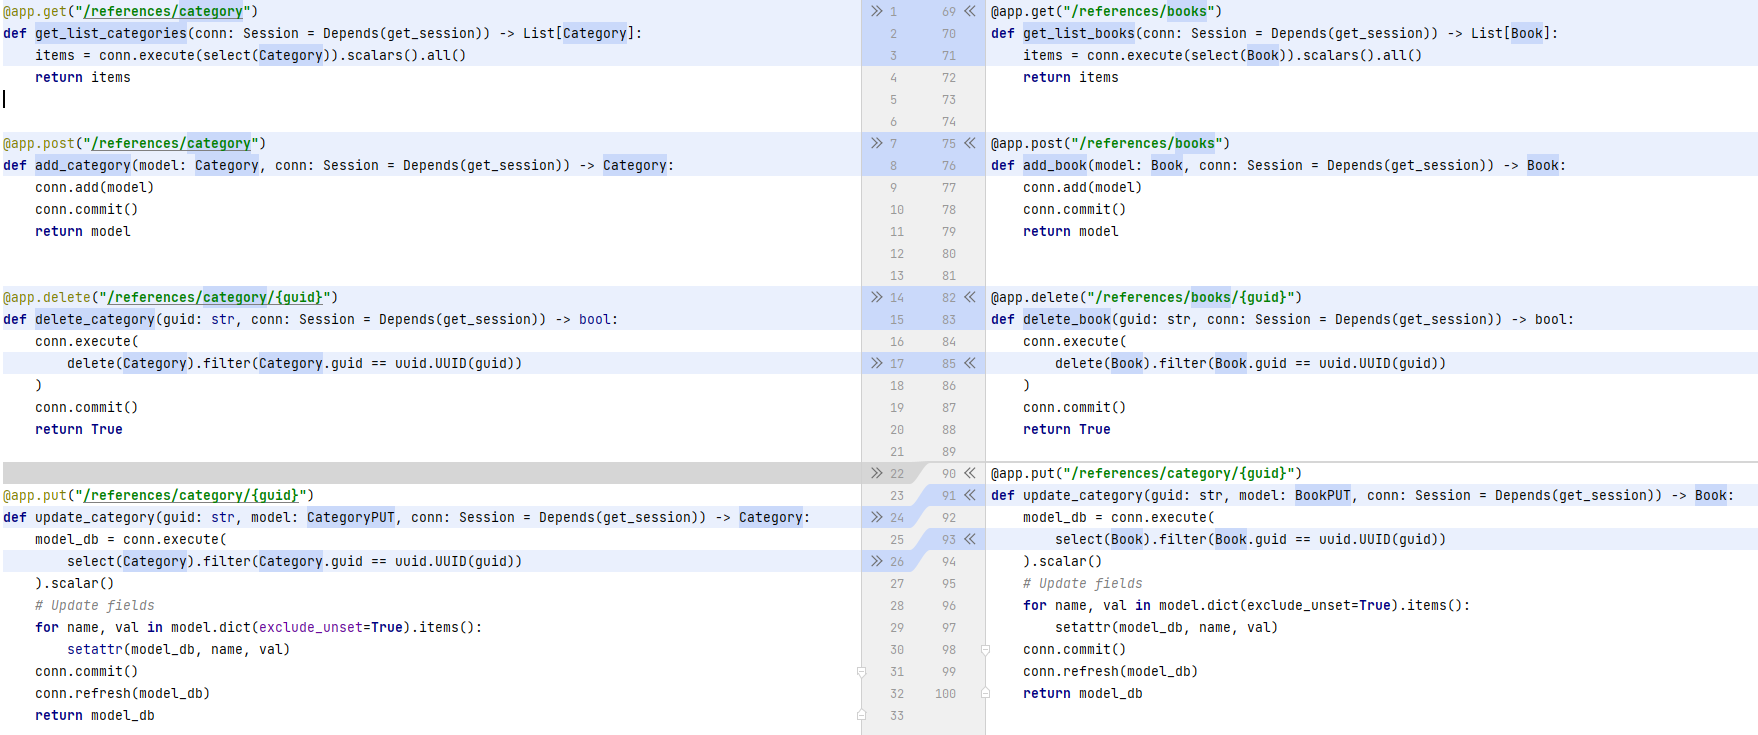 @app.get("/references/category")
def get_list_categories(conn: Session = Depends(get_session)) -> List[Category]:
    items = conn.execute(select(Category)).scalars().all()
    return items

@app.post("/references/category")
def add_category(model: Category, conn: Session = Depends(get_session)) -> Category:
    conn.add(model)
    conn.commit()
    return model

@app.delete("/references/category/{guid}")
def delete_category(guid: str, conn: Session = Depends(get_session)) -> bool:
    conn.execute(
        delete(Category).filter(Category.guid == uuid.UUID(guid))
    )
    conn.commit()
    return True

@app.put("/references/category/{guid}")
def update_category(guid: str, model: CategoryPUT, conn: Session = Depends(get_session)) -> Category:
    model_db = conn.execute(
        select(Category).filter(Category.guid == uuid.UUID(guid))
    ).scalar()
    # Update fields
    for name, val in model.dict(exclude_unset=True).items():
        setattr(model_db, name, val)
    conn.commit()
    conn.refresh(model_db)
    return model_db

>> 1 69 <<
2 70
3 71
4 72
5 73
6 74
>> 7 75 <<
8 76
9 77
10 78
11 79
12 80
13 81
>> 14 82 <<
15 83
16 84
>> 17 85 <<
18 86
19 87
20 88
21 89
>> 22 90 <<
23 91 <<
>> 24 92
25 93 <<
>> 26 94
27 95
28 96
29 97
30 98
31 99
32 100
33

@app.get("/references/books")
def get_list_books(conn: Session = Depends(get_session)) -> List[Book]:
    items = conn.execute(select(Book)).scalars().all()
    return items

@app.post("/references/books")
def add_book(model: Book, conn: Session = Depends(get_session)) -> Book:
    conn.add(model)
    conn.commit()
    return model

@app.delete("/references/books/{guid}")
def delete_book(guid: str, conn: Session = Depends(get_session)) -> bool:
    conn.execute(
        delete(Book).filter(Book.guid == uuid.UUID(guid))
    )
    conn.commit()
    return True

@app.put("/references/category/{guid}")
def update_category(guid: str, model: BookPUT, conn: Session = Depends(get_session)) -> Book:
    model_db = conn.execute(
        select(Book).filter(Book.guid == uuid.UUID(guid))
    ).scalar()
    # Update fields
    for name, val in model.dict(exclude_unset=True).items():
        setattr(model_db, name, val)
    conn.commit()
    conn.refresh(model_db)
    return model_db